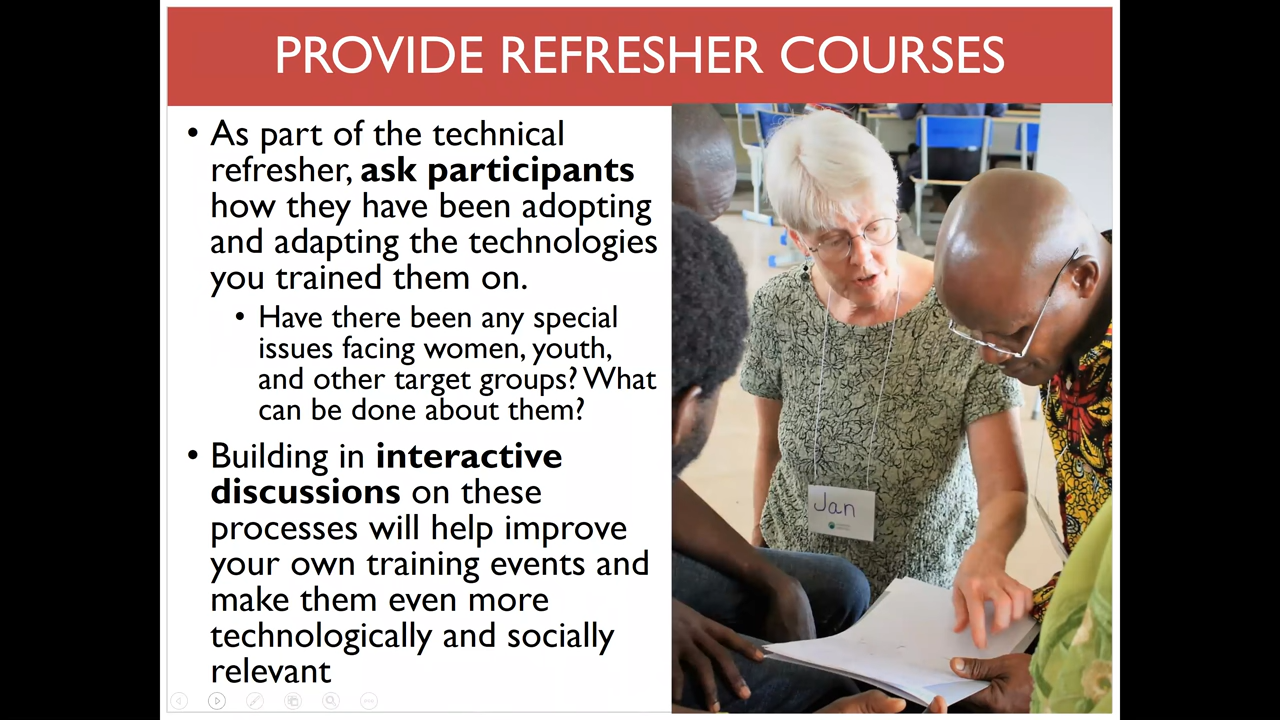 PROVIDE REFRESHER COURSES
• As part of the technical
refresher, ask participants
how they have been adopting
and adapting the technologies
you trained them on.
• Have there been any special
issues facing women, youth,
and other target groups? What
can be done about them?
• Building in interactive
discussions on these
processes will help improve
your own training events and
make them even more
technologically and socially
relevant
Jan